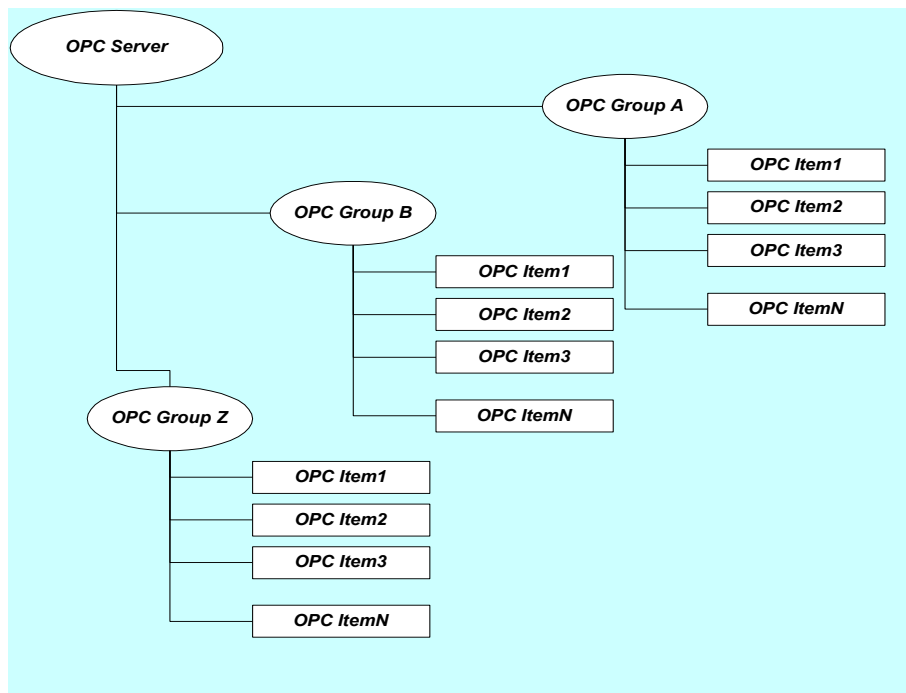 OPC Server
OPC Group A
OPC Item1
OPC Item2
OPC Item3
OPC ItemN
OPC Group B
OPC Item1
OPC Item2
OPC Item3
OPC ItemN
OPC Group Z
OPC Item1
OPC Item2
OPC Item3
OPC ItemN